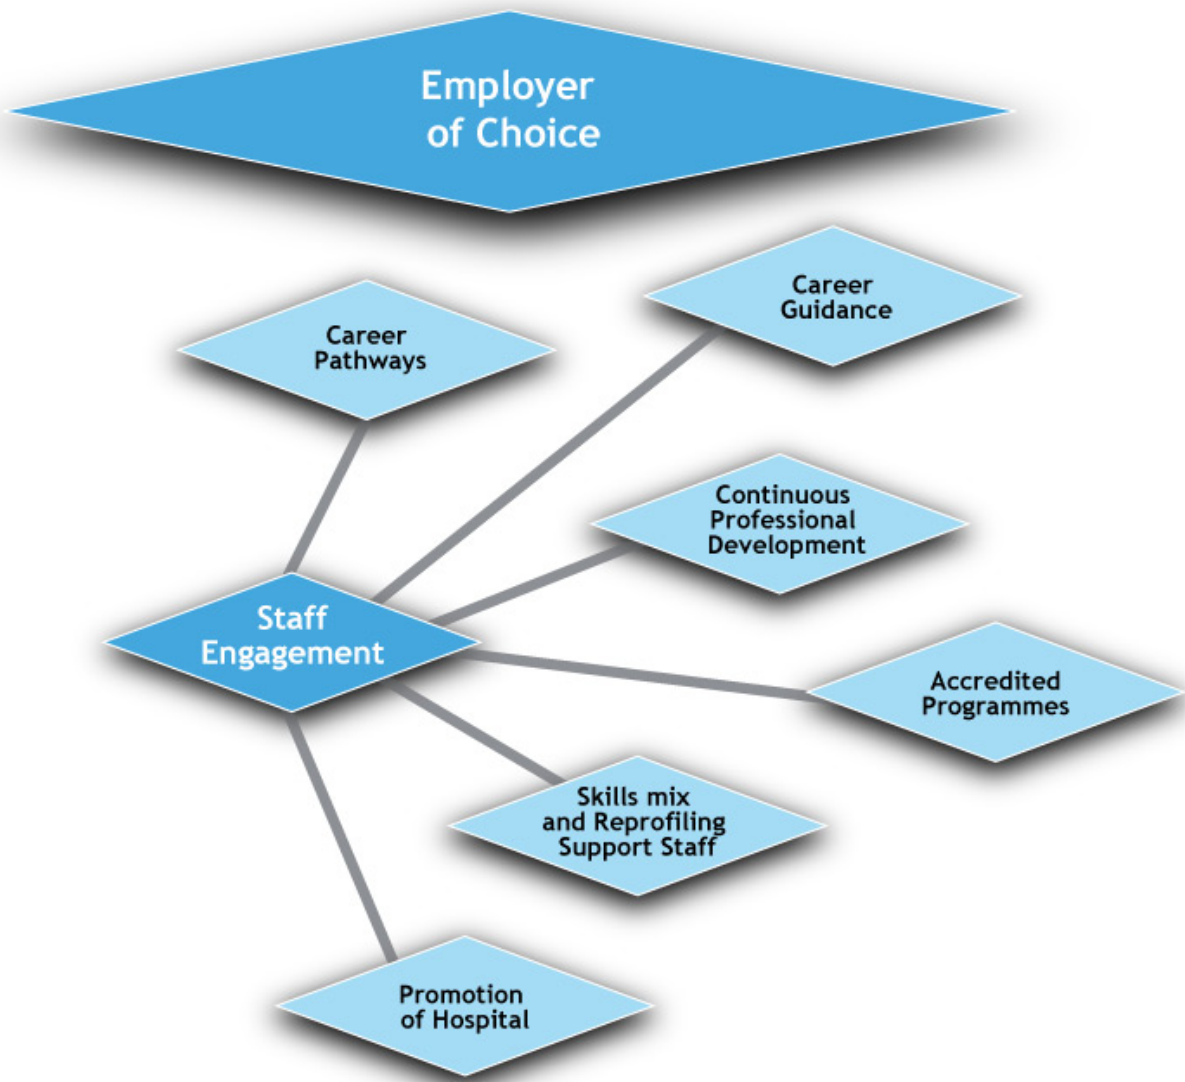 Employer
of Choice
Career
Guidance
Career
Pathways
Continuous
Professional
Development
Staff
Engagement
Accredited
Programmes
Skills mix
and Reprofiling
Support Staff
Promotion
of Hospital